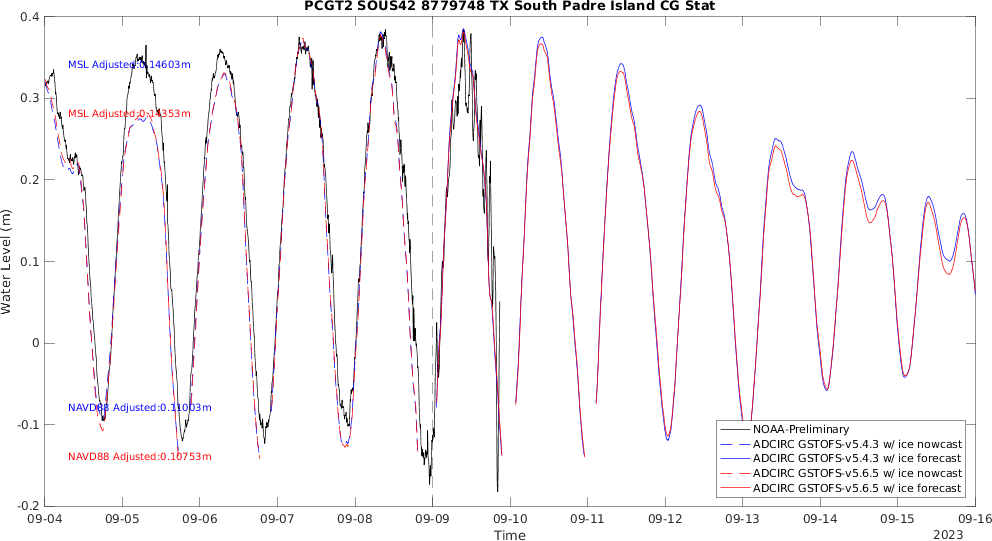 PCGT2 SOUS42 8779748 TX South Padre Island CG Stat
0.4
0.3
0.2
0.1
0
-0.1
-0.2
Water Level (m)
MSL Adjusted:0.14603m
MSL Adjusted:0.14353m
NAVD88 Adjusted:0.11003m
NAVD88 Adjusted:0.10753m
NOAA-Preliminary
ADCIRC GSTOFS-v5.4.3 w/ ice nowcast
ADCIRC GSTOFS-v5.4.3 w/ ice forecast
ADCIRC GSTOFS-v5.6.5 w/ ice nowcast
ADCIRC GSTOFS-v5.6.5 w/ ice forecast
09-04 09-05 09-06 09-07 09-08 09-09 09-10 09-11 09-12 09-13 09-14 09-15 09-16
Time
2023